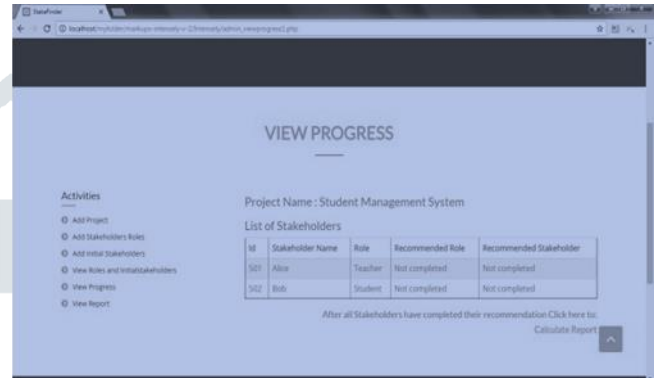 StakeFinder
VIEW PROGRESS
Activities
Add Project
Add Stakeholders Roles
Add Initial Stakeholders
View Roles and InitialStakeholders
View Progress
View Report
Project Name : Student Management System
List of Stakeholders
Id Stakeholder Name Role Recommended Role Recommended Stakeholder
S01 Alice Teacher Not completed Not completed
S02 Bob Student Not completed Not completed
After all Stakeholders have completed their recommendation Click here to:
Calculate Report